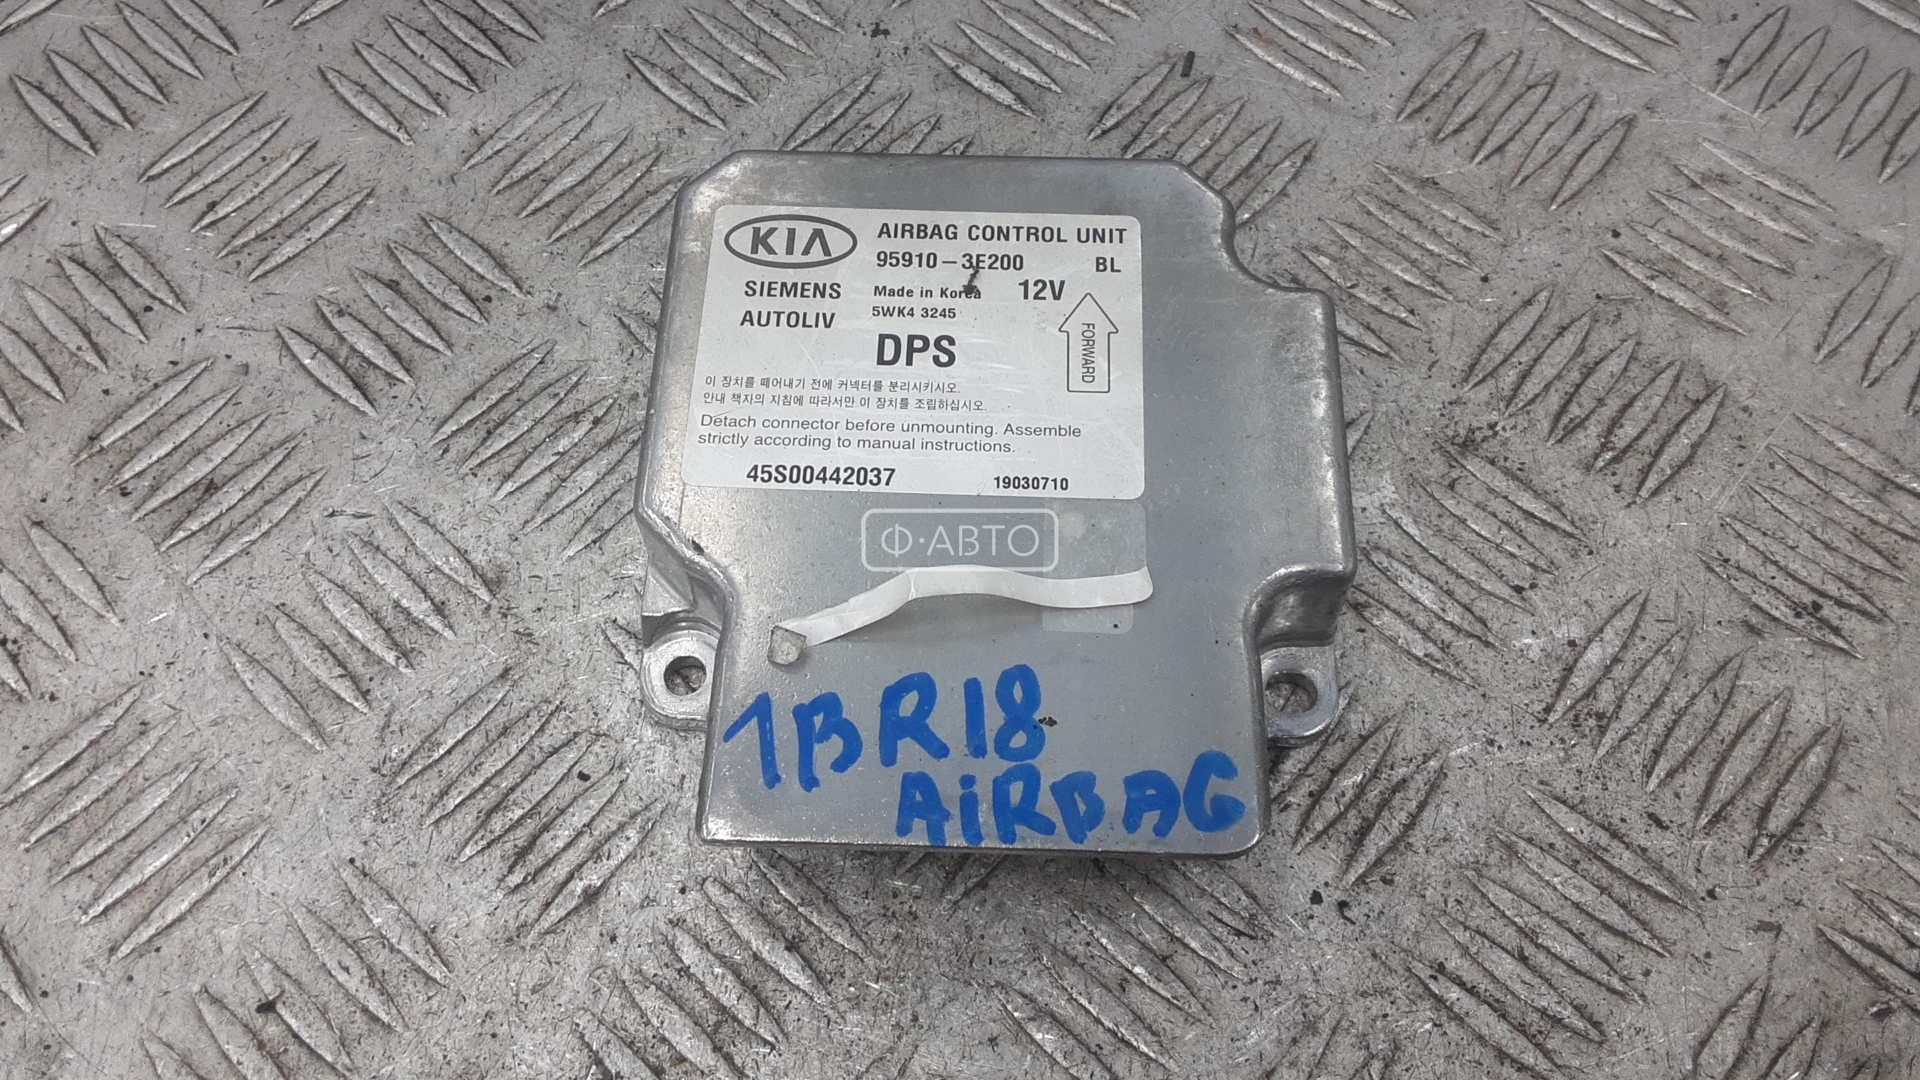 KIA
AIRBAG CONTROL UNIT
95910-3E200 BL
SIEMENS
AUTOLIV
Made in Korea
12V
5WK4 3245
DPS
FORWARD
이 장치를 떼어내기 전에 커넥터를 분리시키시오.
안내 책자의 지침에 따라서만 이 장치를 조립하십시오.
Detach connector before unmounting. Assemble
strictly according to manual instructions.
45S00442037 19030710
Ф·АВТО
1BR18
AiRBAG